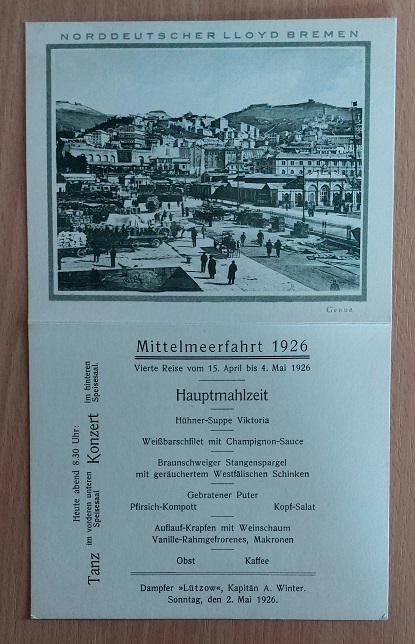 NORDDEUTSCHER LLOYD BREMEN
Genua
Mittelmeerfahrt 1926
Vierte Reise vom 15. April bis 4. Mai 1926
Hauptmahlzeit
Hühner-Suppe Viktoria
Weißbarschfilet mit Champignon-Sauce
Braunschweiger Stangenspargel
mit geräuchertem Westfälischen Schinken
Gebratener Puter
Pfirsich-Kompott Kopf-Salat
Auflauf-Krapfen mit Weinschaum
Vanille-Rahmgefrorenes, Makronen
Obst Kaffee
Dampfer »Lützow«, Kapitän A. Winter.
Sonntag, den 2. Mai 1926.
Heute abend 8.30 Uhr:
Tanz im vorderen unteren Speisesaal Konzert im hinteren Speisesaal.